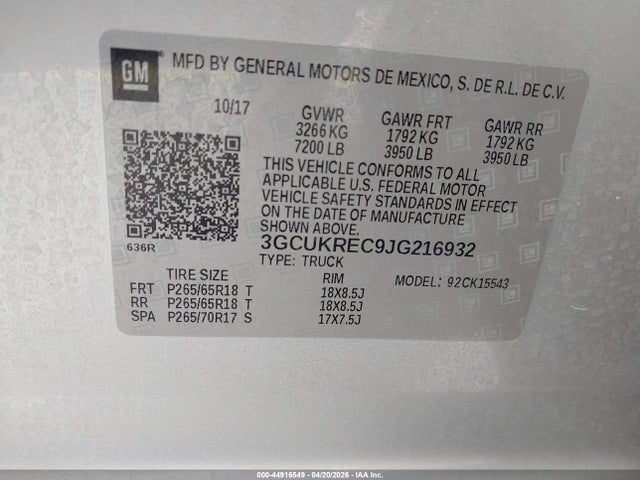 GM
MFD BY GENERAL MOTORS DE MEXICO, S. DE R.L. DE C.V.
10/17 GVWR GAWR FRT GAWR RR
3266 KG 1792 KG 1792 KG
7200 LB 3950 LB 3950 LB
THIS VEHICLE CONFORMS TO ALL
APPLICABLE U.S. FEDERAL MOTOR
VEHICLE SAFETY STANDARDS IN EFFECT
ON THE DATE OF MANUFACTURE
SHOWN ABOVE.
636R
3GCUKREC9JG216932
TYPE: TRUCK MODEL: 92CK15543
TIRE SIZE RIM
FRT P265/65R18 T 18X8.5J
RR P265/65R18 T 18X8.5J
SPA P265/70R17 S 17X7.5J
000-44916549 - 04/20/2026 - IAA Inc.